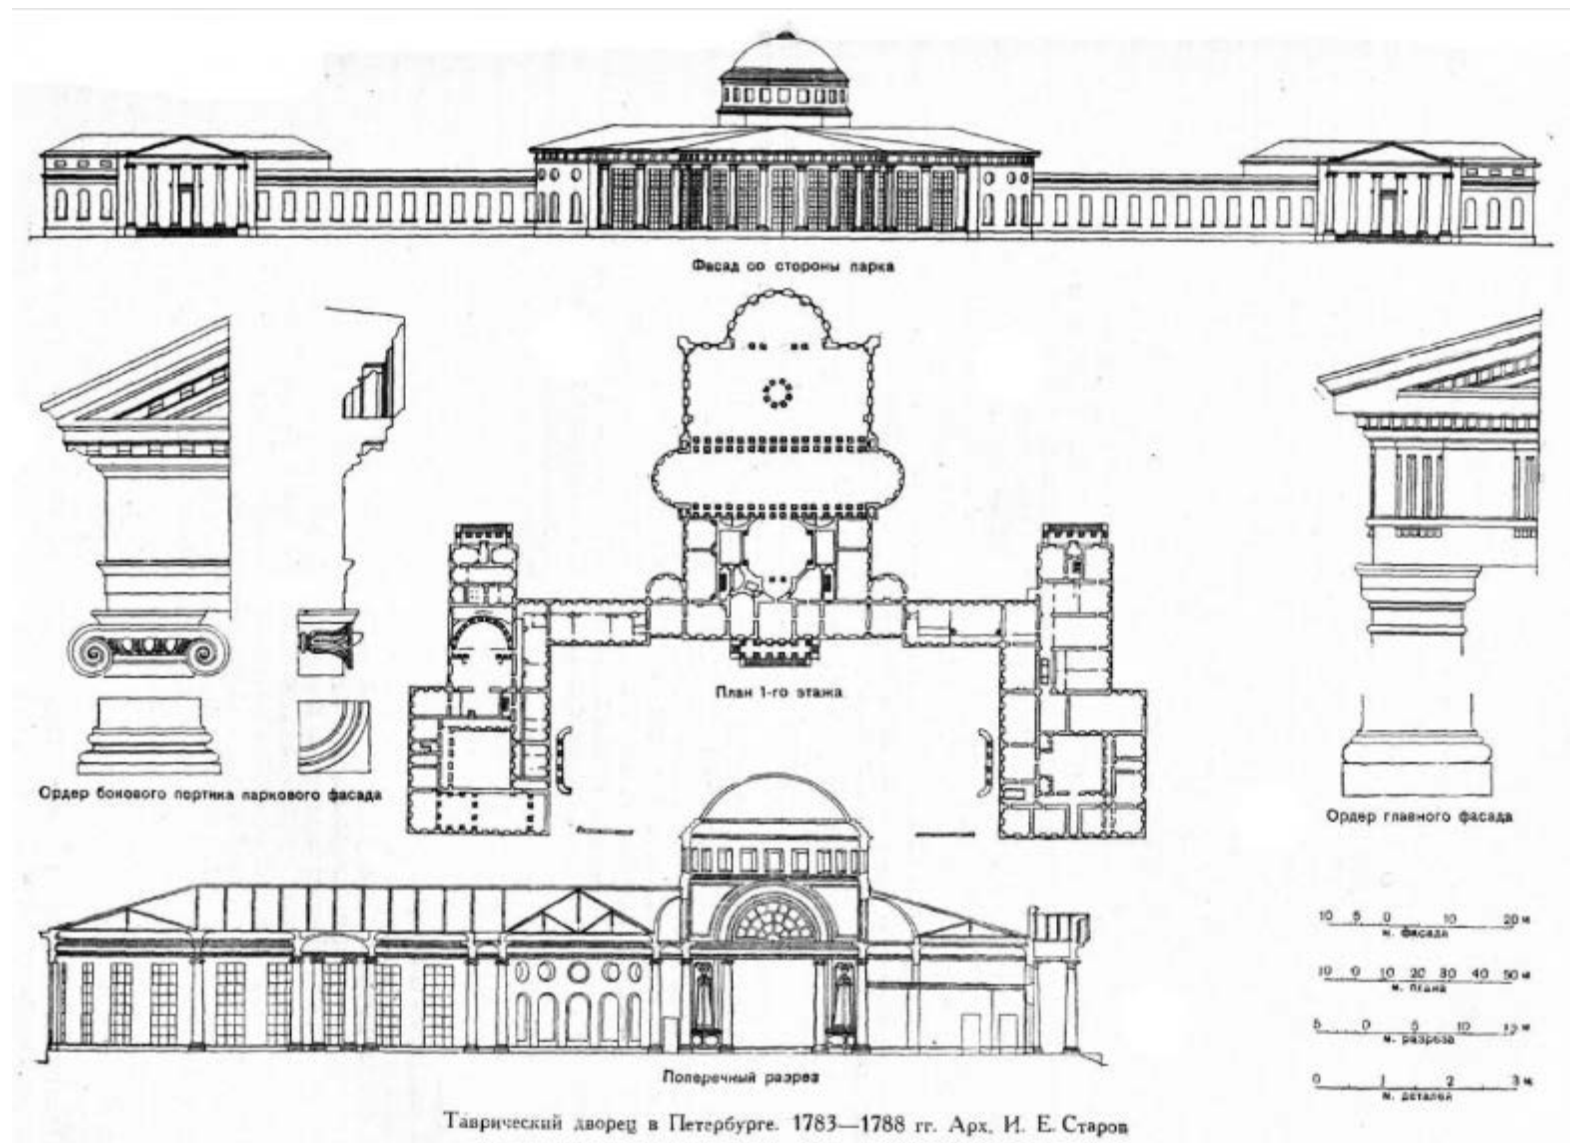 Фасад со стороны парка
План 1-го этажа
Ордер бокового портика паркового фасада
Ордер главного фасада
10 5 0 10 20 м
м. фасада
10 0 10 20 30 40 50 м
м. плана
5 0 5 10 15 м
м. разреза
0 1 2 3 м
м. деталей
Поперечный разрез
Таврический дворец в Петербурге. 1783—1788 гг. Арх. И. Е. Старов